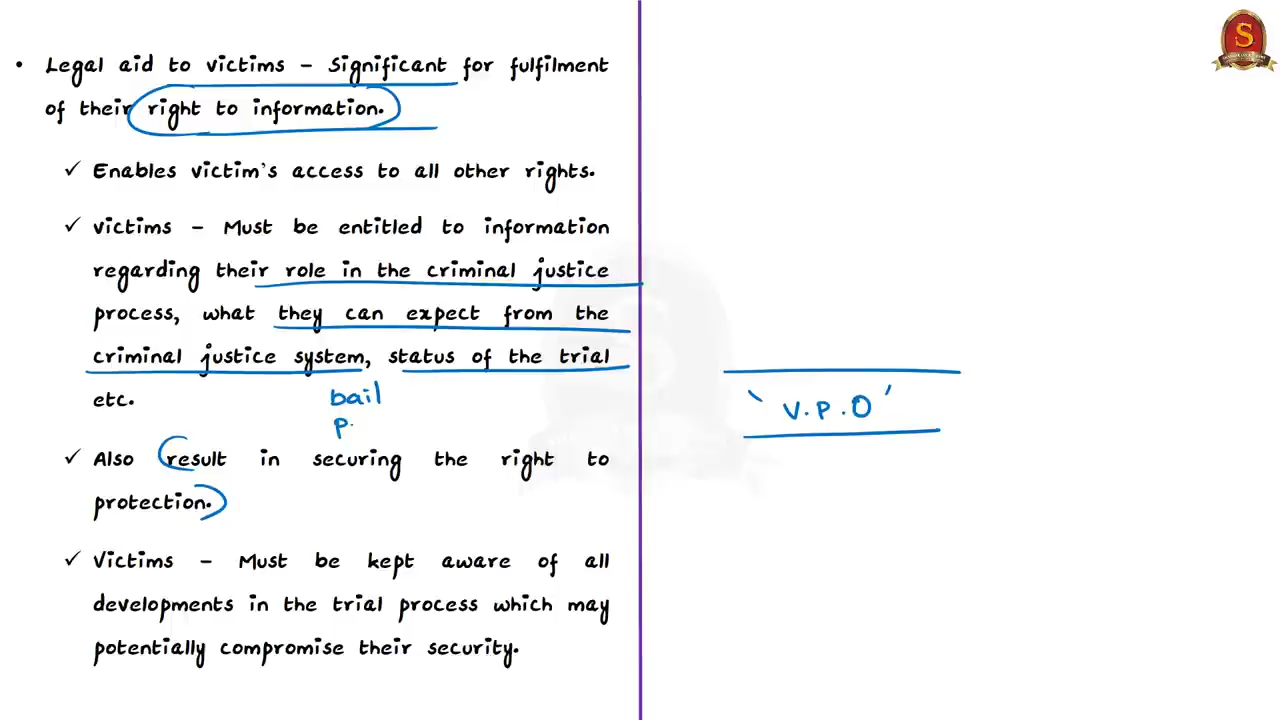 • Legal aid to victims – Significant for fulfilment
of their right to information.
✓ Enables victim's access to all other rights.
✓ victims – Must be entitled to information
regarding their role in the criminal justice
process, what they can expect from the
criminal justice system, status of the trial
etc.
bail
p.
✓ Also result in securing the right to
protection.
✓ Victims – Must be kept aware of all
developments in the trial process which may
potentially compromise their security.
S
' V.P.O '